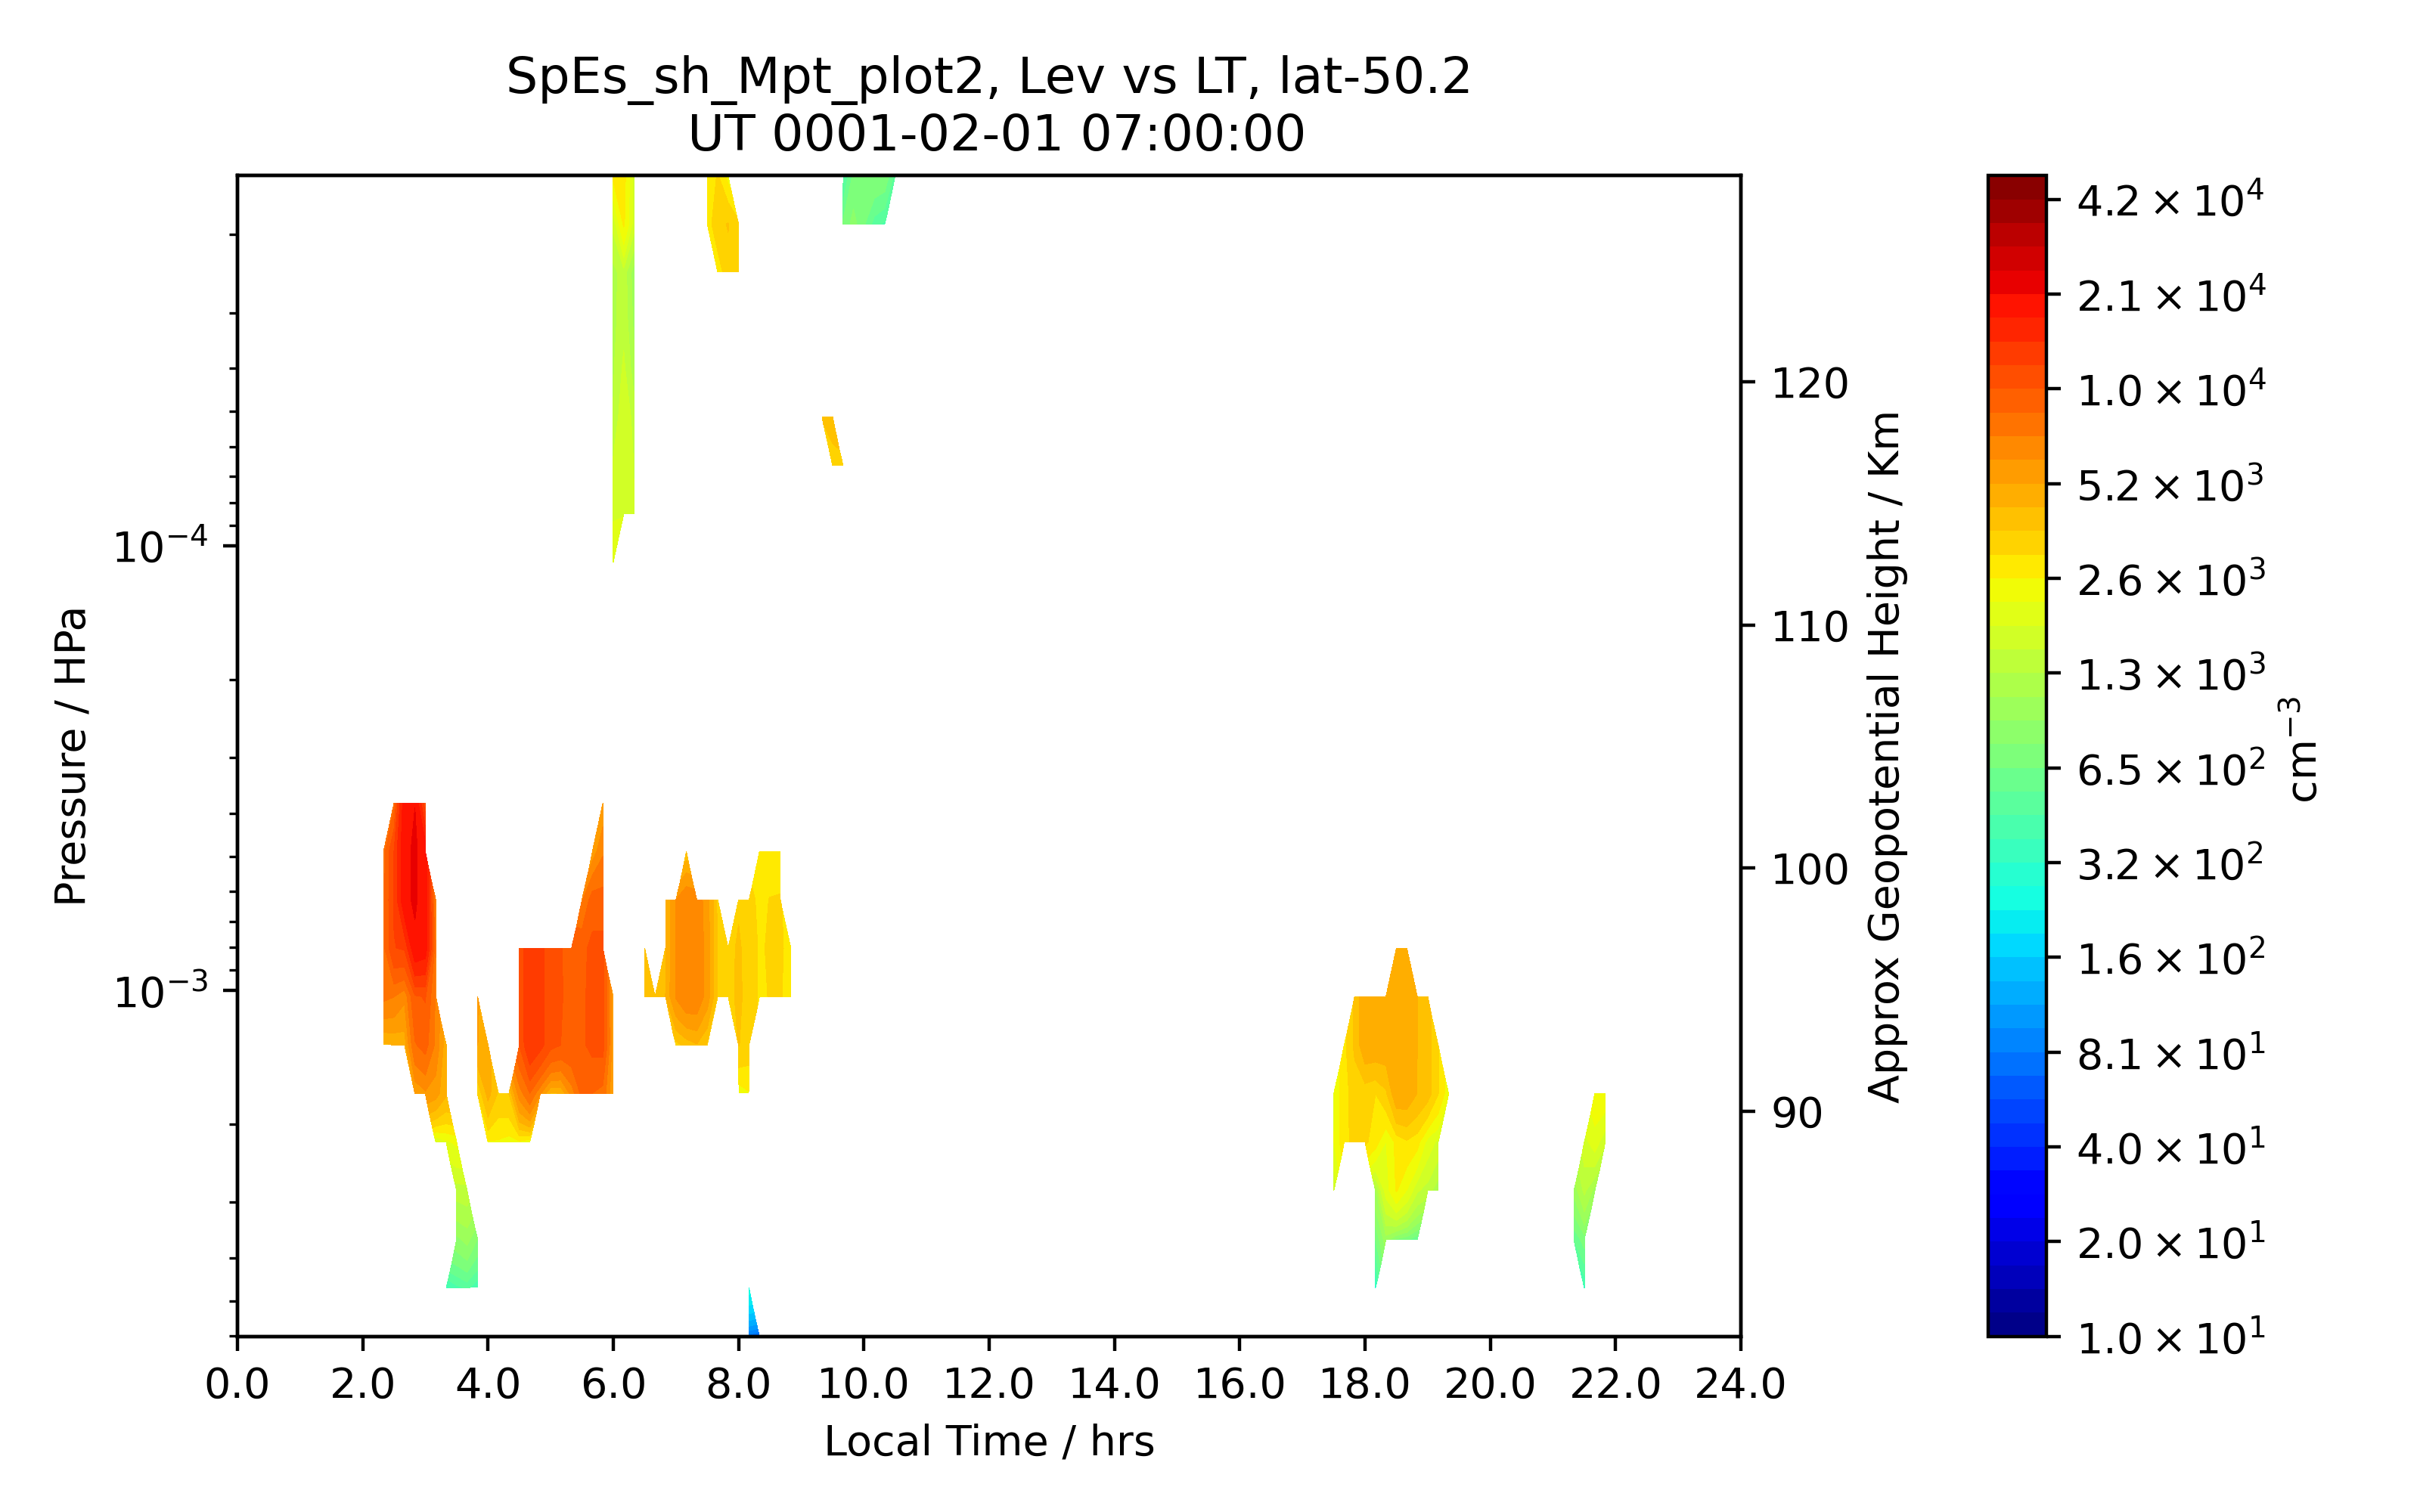 SpEs_sh_Mpt_plot2, Lev vs LT, lat-50.2
UT 0001-02-01 07:00:00
Pressure / HPa
10⁻⁴
10⁻³
0.0 2.0 4.0 6.0 8.0 10.0 12.0 14.0 16.0 18.0 20.0 22.0 24.0
Local Time / hrs
120
110
100
90
Approx Geopotential Height / Km
4.2 × 10⁴
2.1 × 10⁴
1.0 × 10⁴
5.2 × 10³
2.6 × 10³
1.3 × 10³
6.5 × 10²
3.2 × 10²
1.6 × 10²
8.1 × 10¹
4.0 × 10¹
2.0 × 10¹
1.0 × 10¹
cm⁻³